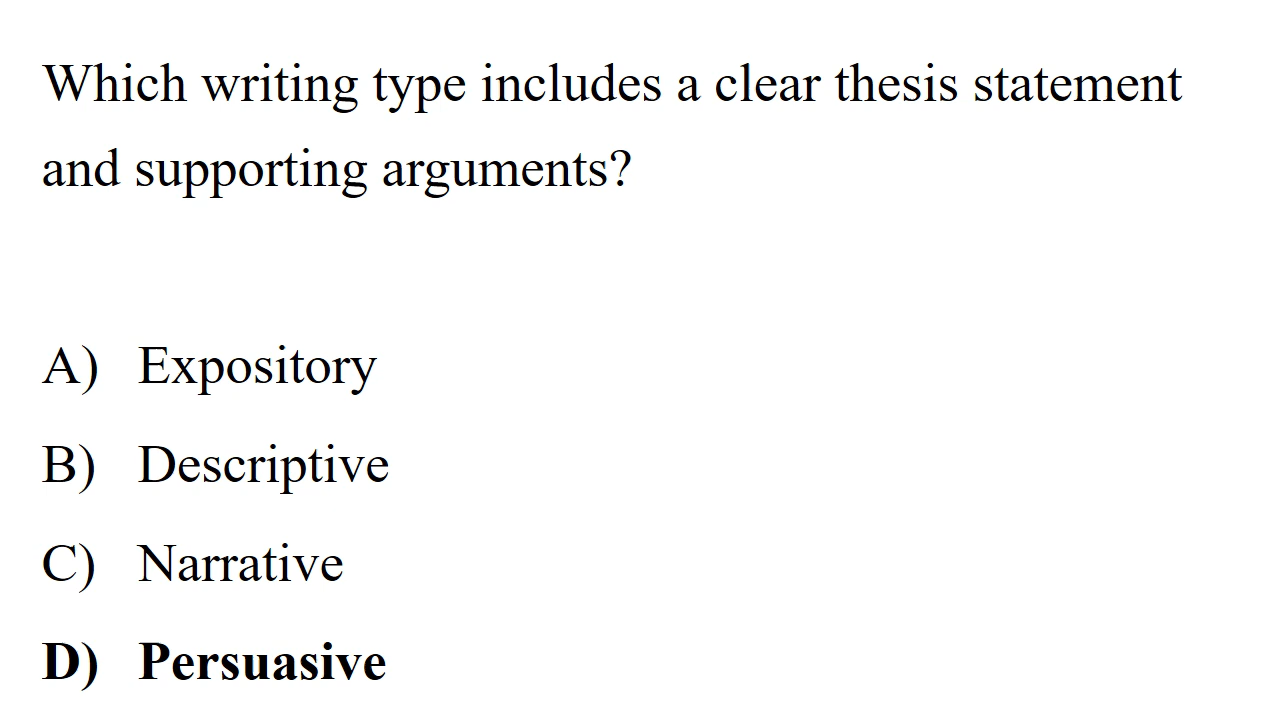 Which writing type includes a clear thesis statement
and supporting arguments?
A) Expository
B) Descriptive
C) Narrative
D) Persuasive